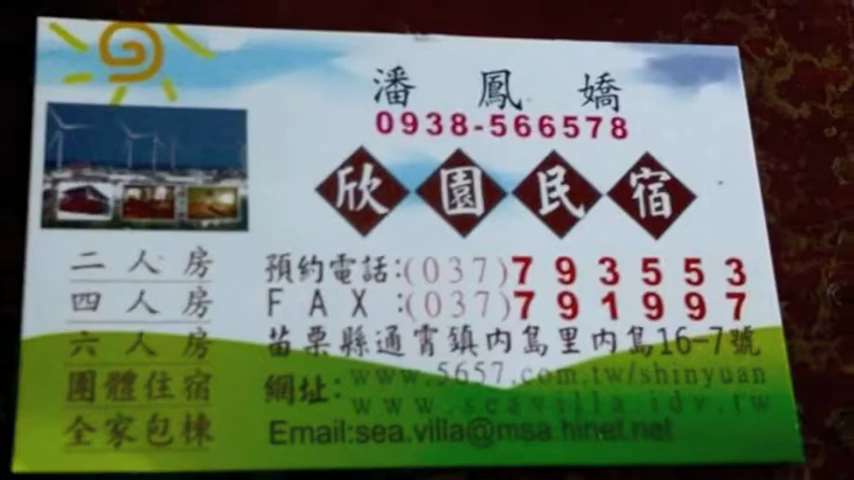 潘鳳嬌
0938-566578
欣園民宿
二人房
四人房
六人房
團體住宿
全家包棟
預約電話:(037)793553
FAX:(037)791997
苗栗縣通宵鎮內島里內島16-7號
網址:www.5657.com.tw/shinyuan
www.seavilla.idv.tw
Email:sea.villa@msa.hinet.net